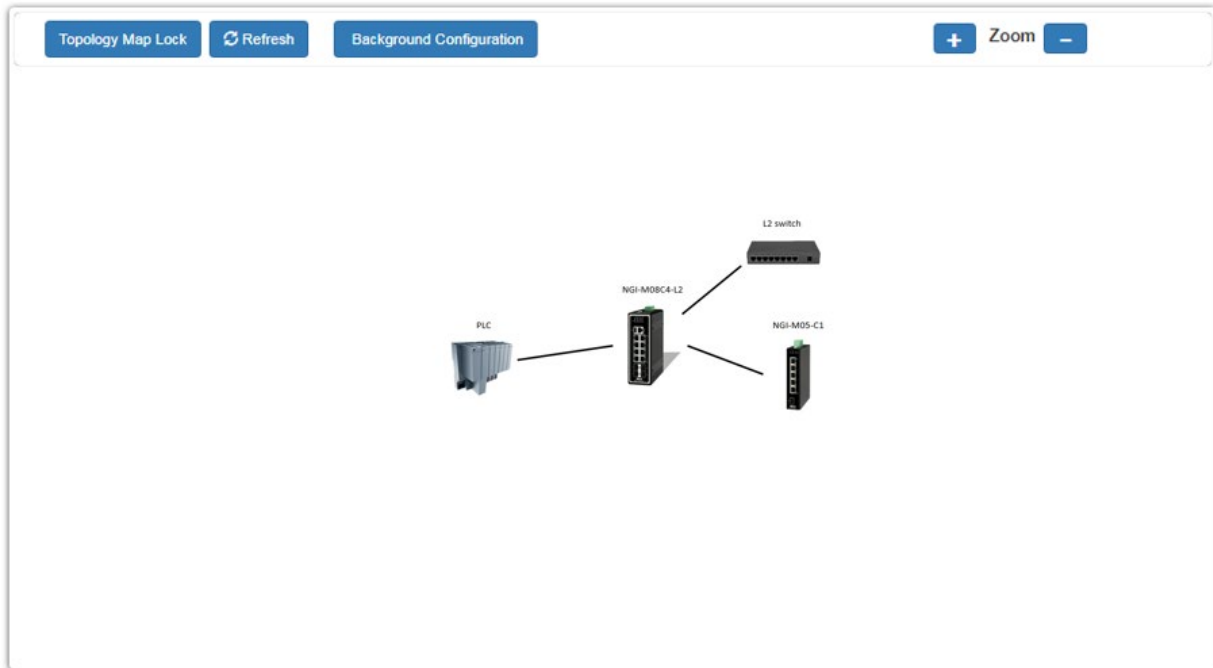 Topology Map Lock
Refresh
Background Configuration
+ Zoom −
L2 switch
NGI-M08C4-L2
PLC
NGI-M05-C1